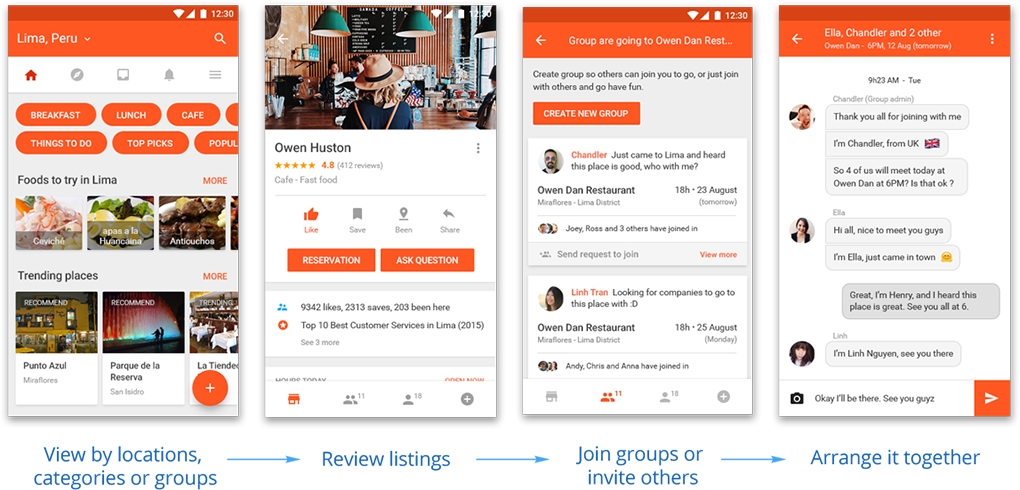 12:30
Lima, Peru
BREAKFAST
LUNCH
CAFE
THINGS TO DO
TOP PICKS
POPUL
Foods to try in Lima
MORE
Ceviché
apas a la
Huancaina
Anticuchos
Trending places
MORE
RECOMMEND
RECOMMEND
TRENDING
Punto Azul
Miraflores
Parque de la
Reserva
San Isidro
La Tiendec
+
12:30
Owen Huston
4.8 (412 reviews)
Cafe - Fast food
Like
Save
Been
Share
RESERVATION
ASK QUESTION
9342 likes, 2313 saves, 203 been here
Top 10 Best Customer Services in Lima (2015)
See 3 more
HOURS TODAY
OPEN NOW
11
18
12:30
Group are going to Owen Dan Rest...
Create group so others can join you to go, or just join
with others and go have fun.
CREATE NEW GROUP
Chandler Just came to Lima and heard
this place is good, who with me?
Owen Dan Restaurant
18h • 23 August
Miraflores - Lima District
(tomorrow)
Joey, Ross and 3 others have joined in
Send request to join
View more
Linh Tran Looking for companies to go to
this place with :D
Owen Dan Restaurant
18h • 25 August
Miraflores - Lima District
(Monday)
Andy, Chris and Anna have joined in
11
18
Ella, Chandler and 2 other
Owen Dan - 6PM, 12 Aug (tomorrow)
9h23 AM - Tue
Chandler (Group admin)
Thank you all for joining with me
I'm Chandler, from UK 🇬🇧
So 4 of us will meet today at
Owen Dan at 6PM? Is that ok ?
Ella
Hi all, nice to meet you guys
I'm Ella, just came in town 🤗
Great, I'm Henry, and I heard this
place is great. See you all at 6.
Linh
I'm Linh Nguyen, see you there
Okay I'll be there. See you guyz
View by locations,
categories or groups
Review listings
Join groups or
invite others
Arrange it together